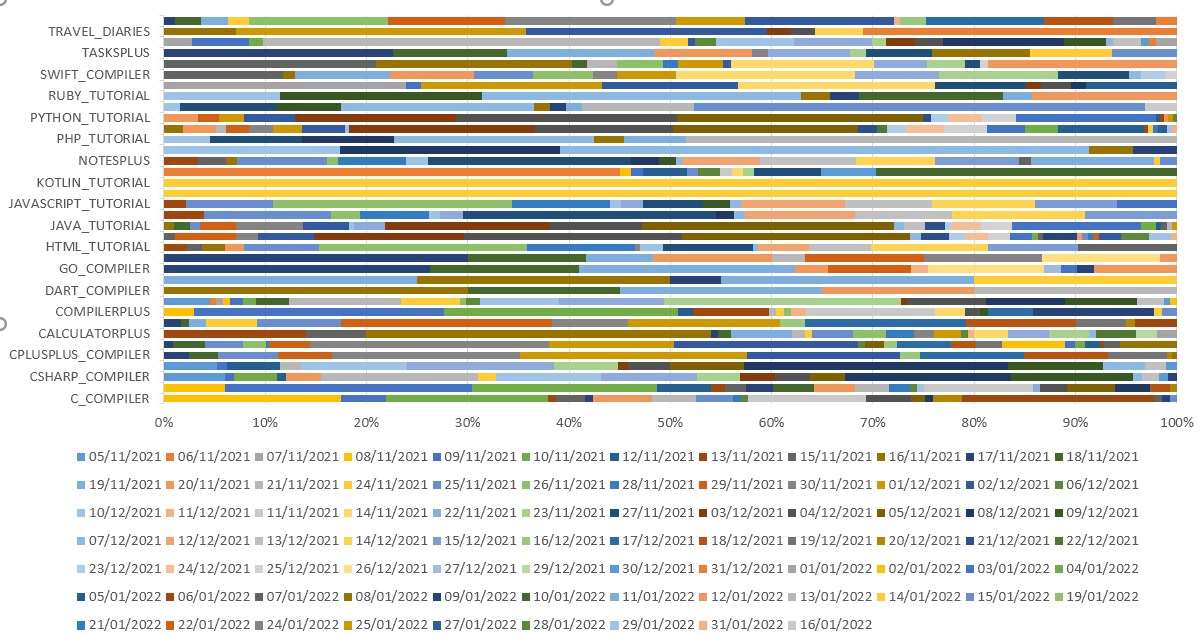 TRAVEL_DIARIES
TASKSPLUS
SWIFT_COMPILER
RUBY_TUTORIAL
PYTHON_TUTORIAL
PHP_TUTORIAL
NOTESPLUS
KOTLIN_TUTORIAL
JAVASCRIPT_TUTORIAL
JAVA_TUTORIAL
HTML_TUTORIAL
GO_COMPILER
DART_COMPILER
COMPILERPLUS
CALCULATORPLUS
CPLUSPLUS_COMPILER
CSHARP_COMPILER
C_COMPILER
0% 10% 20% 30% 40% 50% 60% 70% 80% 90% 100%
05/11/2021 06/11/2021 07/11/2021 08/11/2021 09/11/2021 10/11/2021 12/11/2021 13/11/2021 15/11/2021 16/11/2021 17/11/2021 18/11/2021
19/11/2021 20/11/2021 21/11/2021 24/11/2021 25/11/2021 26/11/2021 28/11/2021 29/11/2021 30/11/2021 01/12/2021 02/12/2021 06/12/2021
10/12/2021 11/12/2021 11/11/2021 14/11/2021 22/11/2021 23/11/2021 27/11/2021 03/12/2021 04/12/2021 05/12/2021 08/12/2021 09/12/2021
07/12/2021 12/12/2021 13/12/2021 14/12/2021 15/12/2021 16/12/2021 17/12/2021 18/12/2021 19/12/2021 20/12/2021 21/12/2021 22/12/2021
23/12/2021 24/12/2021 25/12/2021 26/12/2021 27/12/2021 29/12/2021 30/12/2021 31/12/2021 01/01/2022 02/01/2022 03/01/2022 04/01/2022
05/01/2022 06/01/2022 07/01/2022 08/01/2022 09/01/2022 10/01/2022 11/01/2022 12/01/2022 13/01/2022 14/01/2022 15/01/2022 19/01/2022
21/01/2022 22/01/2022 24/01/2022 25/01/2022 27/01/2022 28/01/2022 29/01/2022 31/01/2022 16/01/2022